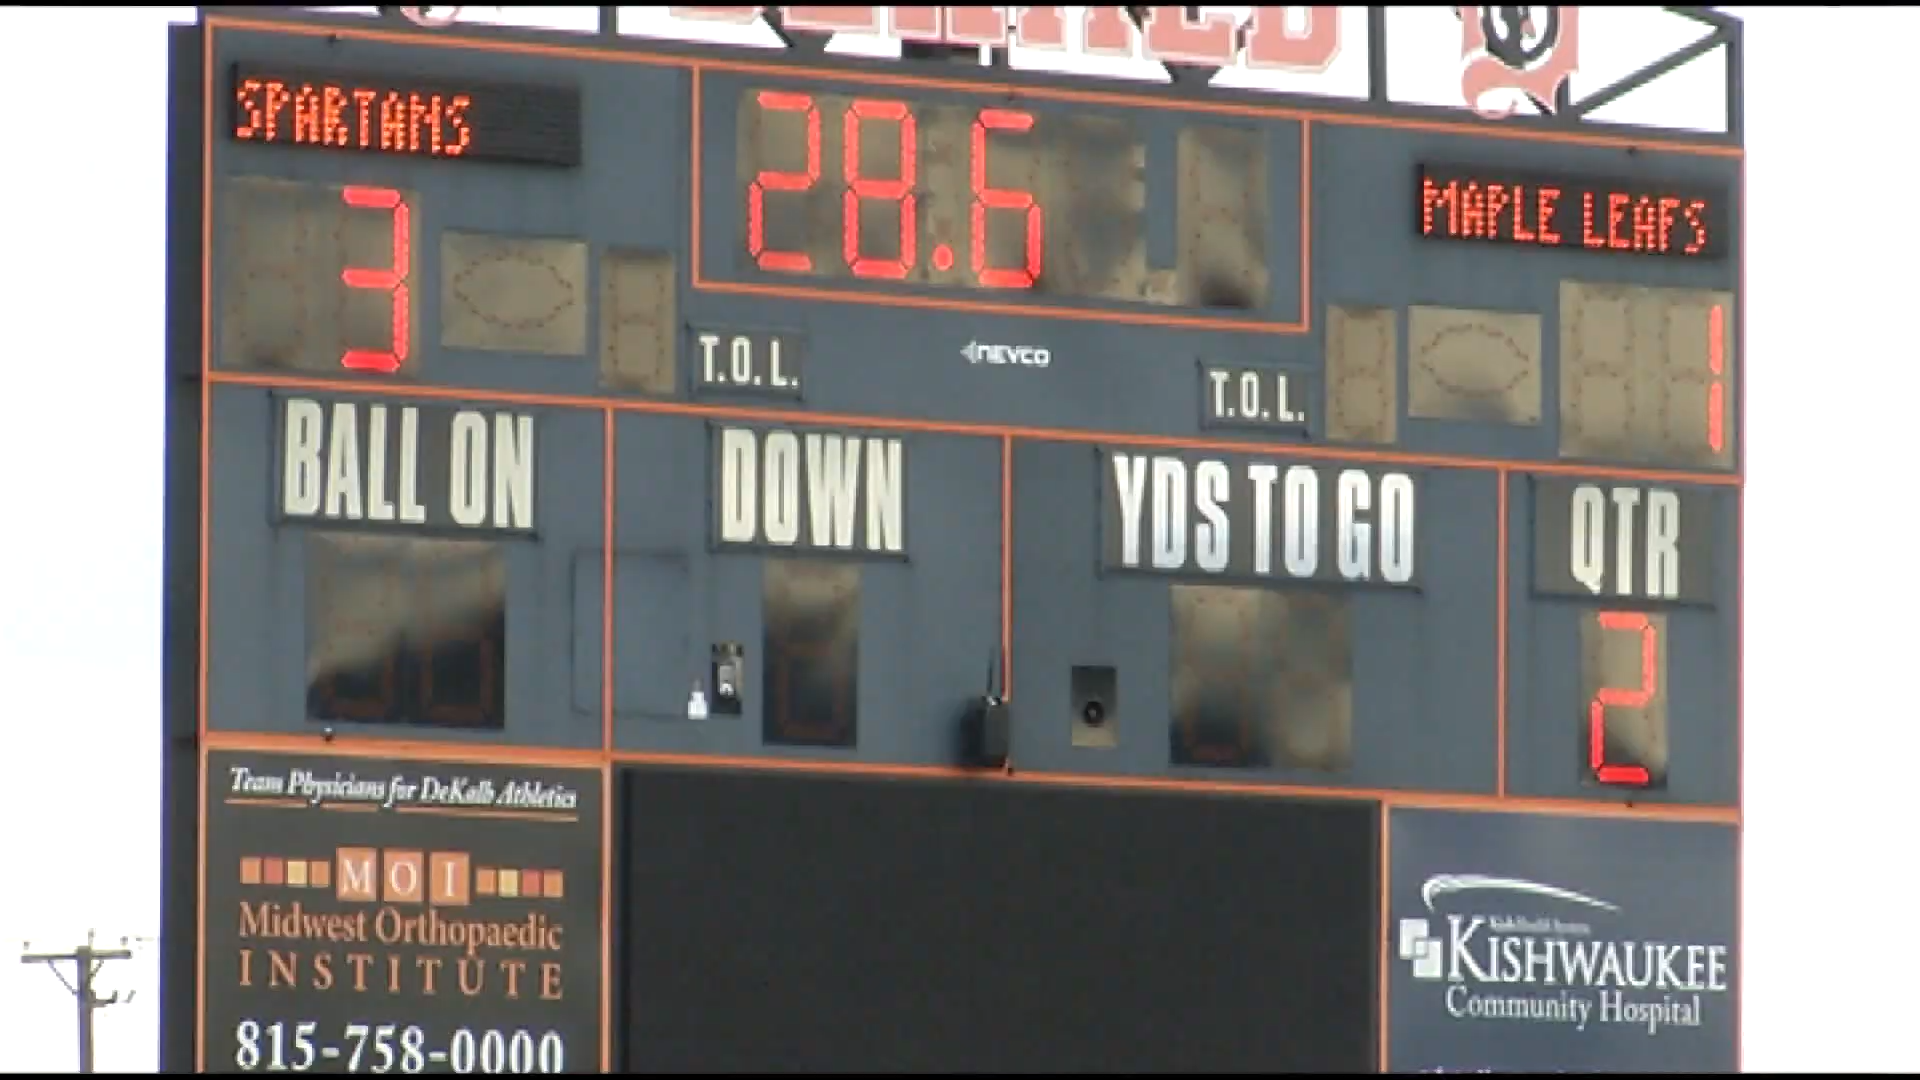 SPARTANS
28.6
MAPLE LEAFS
3
1
T.O.L.
NEVCO
T.O.L.
BALL ON
DOWN
YDS TO GO
QTR
2
Team Physicians for DeKalb Athletics
MOI
Midwest Orthopaedic
INSTITUTE
815-758-0000
KISHWAUKEE
Community Hospital